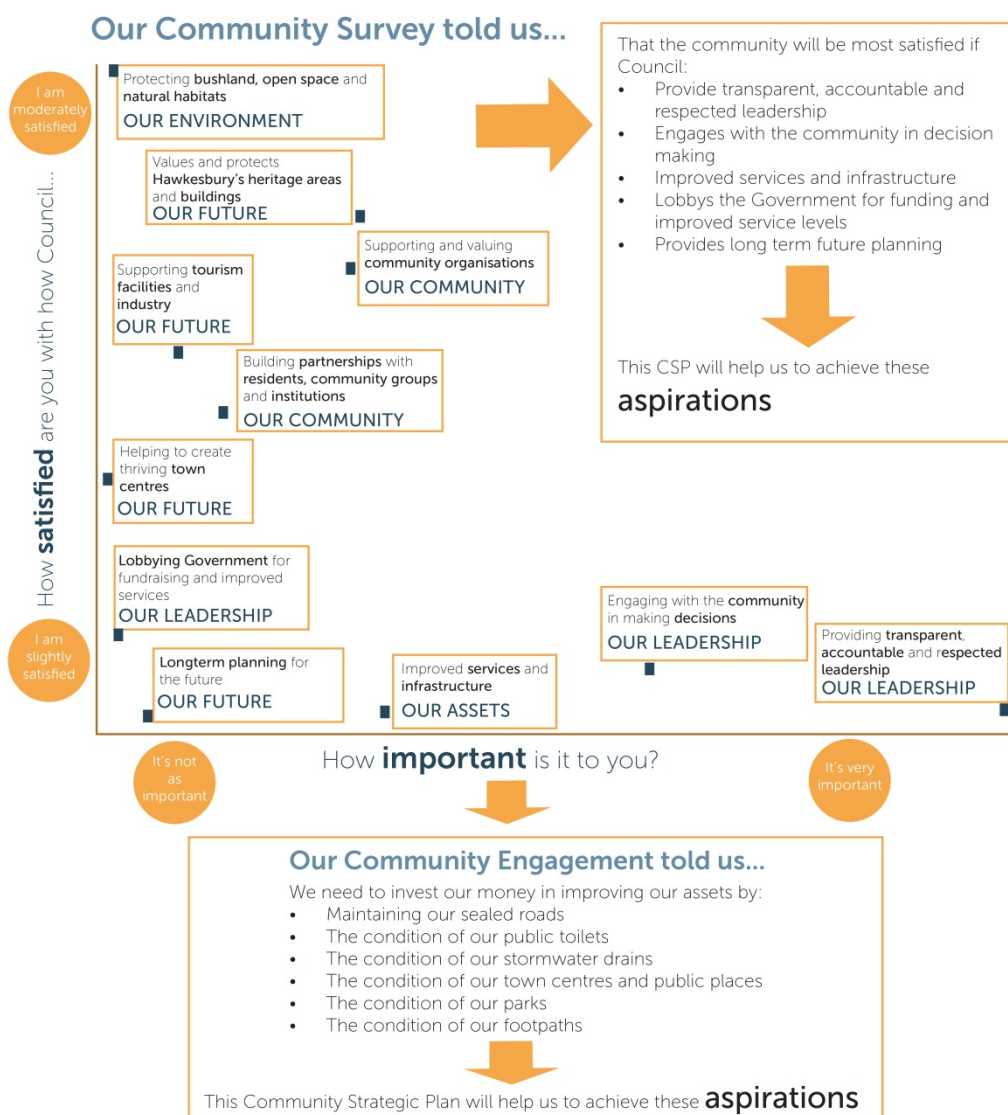 Our Community Survey told us...
I am
moderately
satisfied
How satisfied are you with how Council...
I am
slightly
satisfied
Protecting bushland, open space and
natural habitats
OUR ENVIRONMENT
Values and protects
Hawkesbury's heritage areas
and buildings
OUR FUTURE
Supporting and valuing
community organisations
OUR COMMUNITY
Supporting tourism
facilities and
industry
OUR FUTURE
Building partnerships with
residents, community groups
and institutions
OUR COMMUNITY
Helping to create
thriving town
centres
OUR FUTURE
Lobbying Government for
fundraising and improved
services
OUR LEADERSHIP
Longterm planning for
the future
OUR FUTURE
Improved services and
infrastructure
OUR ASSETS
Engaging with the community
in making decisions
OUR LEADERSHIP
Providing transparent,
accountable and respected
leadership
OUR LEADERSHIP
That the community will be most satisfied if
Council:
• Provide transparent, accountable and
respected leadership
• Engages with the community in decision
making
• Improved services and infrastructure
• Lobbys the Government for funding and
improved service levels
• Provides long term future planning
This CSP will help us to achieve these
aspirations
It's not
as
important
How important is it to you?
It's very
important
Our Community Engagement told us...
We need to invest our money in improving our assets by:
• Maintaining our sealed roads
• The condition of our public toilets
• The condition of our stormwater drains
• The condition of our town centres and public places
• The condition of our parks
• The condition of our footpaths
This Community Strategic Plan will help us to achieve these aspirations